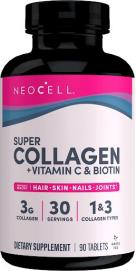 NEOCELL
SUPER
COLLAGEN
+ VITAMIN C & BIOTIN
HAIR • SKIN • NAILS • JOINTS
3g
COLLAGEN
30
SERVINGS
1&3
COLLAGEN TYPES
DIETARY SUPPLEMENT
90 TABLETS